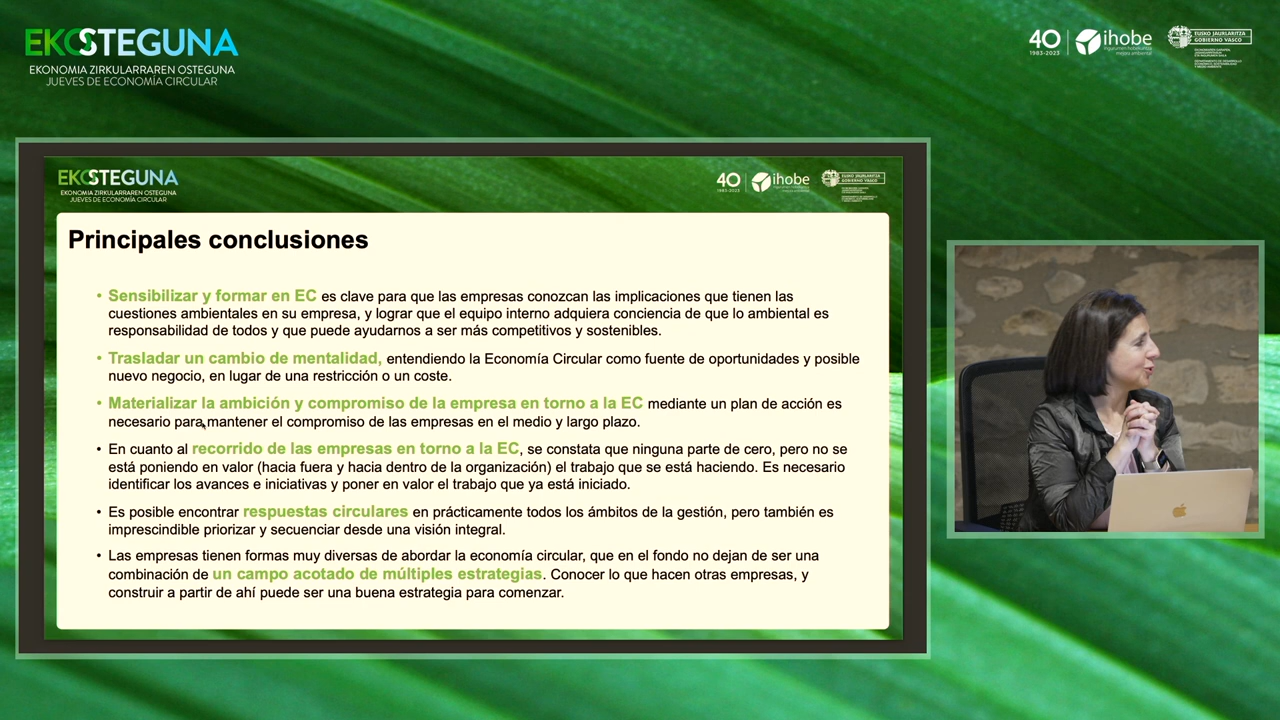 EKOSTEGUNA
EKONOMIA ZIRKULARRAREN OSTEGUNA
JUEVES DE ECONOMÍA CIRCULAR
40
1983-2023
ihobe
Ingurumen hobekuntza
mejora ambiental
EUSKO JAURLARITZA
GOBIERNO VASCO
EKOSTEGUNA
EKONOMIA ZIRKULARRAREN OSTEGUNA
JUEVES DE ECONOMÍA CIRCULAR
40
1983-2023
ihobe
EUSKO JAURLARITZA
GOBIERNO VASCO
Principales conclusiones
• Sensibilizar y formar en EC es clave para que las empresas conozcan las implicaciones que tienen las
cuestiones ambientales en su empresa, y lograr que el equipo interno adquiera conciencia de que lo ambiental es
responsabilidad de todos y que puede ayudarnos a ser más competitivos y sostenibles.
• Trasladar un cambio de mentalidad, entendiendo la Economía Circular como fuente de oportunidades y posible
nuevo negocio, en lugar de una restricción o un coste.
• Materializar la ambición y compromiso de la empresa en torno a la EC mediante un plan de acción es
necesario para mantener el compromiso de las empresas en el medio y largo plazo.
• En cuanto al recorrido de las empresas en torno a la EC, se constata que ninguna parte de cero, pero no se
está poniendo en valor (hacia fuera y hacia dentro de la organización) el trabajo que se está haciendo. Es necesario
identificar los avances e iniciativas y poner en valor el trabajo que ya está iniciado.
• Es posible encontrar respuestas circulares en prácticamente todos los ámbitos de la gestión, pero también es
imprescindible priorizar y secuenciar desde una visión integral.
• Las empresas tienen formas muy diversas de abordar la economía circular, que en el fondo no dejan de ser una
combinación de un campo acotado de múltiples estrategias. Conocer lo que hacen otras empresas, y
construir a partir de ahí puede ser una buena estrategia para comenzar.